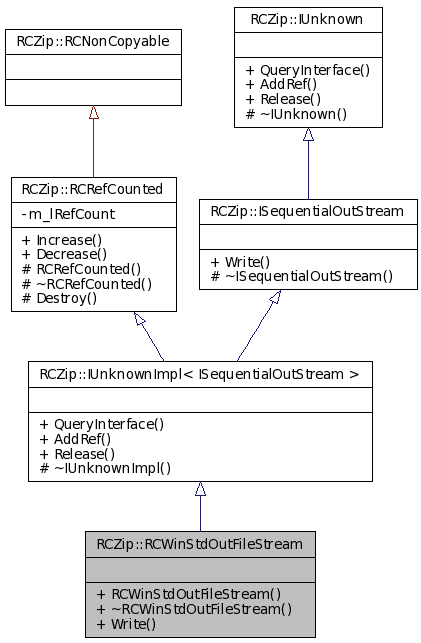 RCZip::IUnknown
+ QueryInterface()
+ AddRef()
+ Release()
# ~IUnknown()
RCZip::RCNonCopyable
RCZip::RCRefCounted
- m_lRefCount
+ Increase()
+ Decrease()
# RCRefCounted()
# ~RCRefCounted()
# Destroy()
RCZip::ISequentialOutStream
+ Write()
# ~ISequentialOutStream()
RCZip::IUnknownImpl< ISequentialOutStream >
+ QueryInterface()
+ AddRef()
+ Release()
# ~IUnknownImpl()
RCZip::RCWinStdOutFileStream
+ RCWinStdOutFileStream()
+ ~RCWinStdOutFileStream()
+ Write()